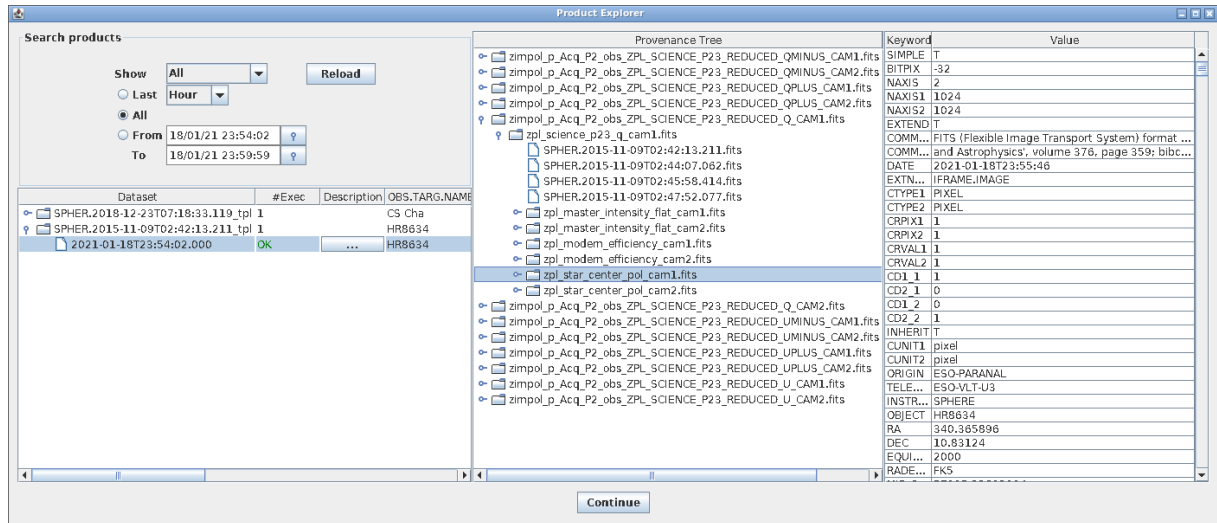 Product Explorer
Search products
Show All Reload
Last Hour
All
From 18/01/21 23:54:02
To 18/01/21 23:59:59
Dataset #Exec Description OBS.TARG.NAME
SPHER.2018-12-23T07:18:33.119_tpl 1 CS Cha
SPHER.2015-11-09T02:42:13.211_tpl 1 HR8634
2021-01-18T23:54:02.000 OK ... HR8634
Provenance Tree
zimpol_p_Acq_P2_obs_ZPL_SCIENCE_P23_REDUCED_QMINUS_CAM1.fits
zimpol_p_Acq_P2_obs_ZPL_SCIENCE_P23_REDUCED_QMINUS_CAM2.fits
zimpol_p_Acq_P2_obs_ZPL_SCIENCE_P23_REDUCED_QPLUS_CAM1.fits
zimpol_p_Acq_P2_obs_ZPL_SCIENCE_P23_REDUCED_QPLUS_CAM2.fits
zimpol_p_Acq_P2_obs_ZPL_SCIENCE_P23_REDUCED_Q_CAM1.fits
zpl_science_p23_q_cam1.fits
SPHER.2015-11-09T02:42:13.211.fits
SPHER.2015-11-09T02:44:07.062.fits
SPHER.2015-11-09T02:45:58.414.fits
SPHER.2015-11-09T02:47:52.077.fits
zpl_master_intensity_flat_cam1.fits
zpl_master_intensity_flat_cam2.fits
zpl_modem_efficiency_cam1.fits
zpl_modem_efficiency_cam2.fits
zpl_star_center_pol_cam1.fits
zpl_star_center_pol_cam2.fits
zimpol_p_Acq_P2_obs_ZPL_SCIENCE_P23_REDUCED_Q_CAM2.fits
zimpol_p_Acq_P2_obs_ZPL_SCIENCE_P23_REDUCED_UMINUS_CAM1.fits
zimpol_p_Acq_P2_obs_ZPL_SCIENCE_P23_REDUCED_UMINUS_CAM2.fits
zimpol_p_Acq_P2_obs_ZPL_SCIENCE_P23_REDUCED_UPLUS_CAM1.fits
zimpol_p_Acq_P2_obs_ZPL_SCIENCE_P23_REDUCED_UPLUS_CAM2.fits
zimpol_p_Acq_P2_obs_ZPL_SCIENCE_P23_REDUCED_U_CAM1.fits
zimpol_p_Acq_P2_obs_ZPL_SCIENCE_P23_REDUCED_U_CAM2.fits
Keyword Value
SIMPLE T
BITPIX -32
NAXIS 2
NAXIS1 1024
NAXIS2 1024
EXTEND T
COMM... FITS (Flexible Image Transport System) format ...
COMM... and Astrophysics', volume 376, page 359; bibc...
DATE 2021-01-18T23:55:46
EXTN... IFRAME.IMAGE
CTYPE1 PIXEL
CTYPE2 PIXEL
CRPIX1 1
CRPIX2 1
CRVAL1 1
CRVAL2 1
CD1_1 1
CD2_1 0
CD1_2 0
CD2_2 1
INHERIT T
CUNIT1 pixel
CUNIT2 pixel
ORIGIN ESO-PARANAL
TELE... ESO-VLT-U3
INSTR... SPHERE
OBJECT HR8634
RA 340.365896
DEC 10.83124
EQUI... 2000
RADE... FK5
Continue